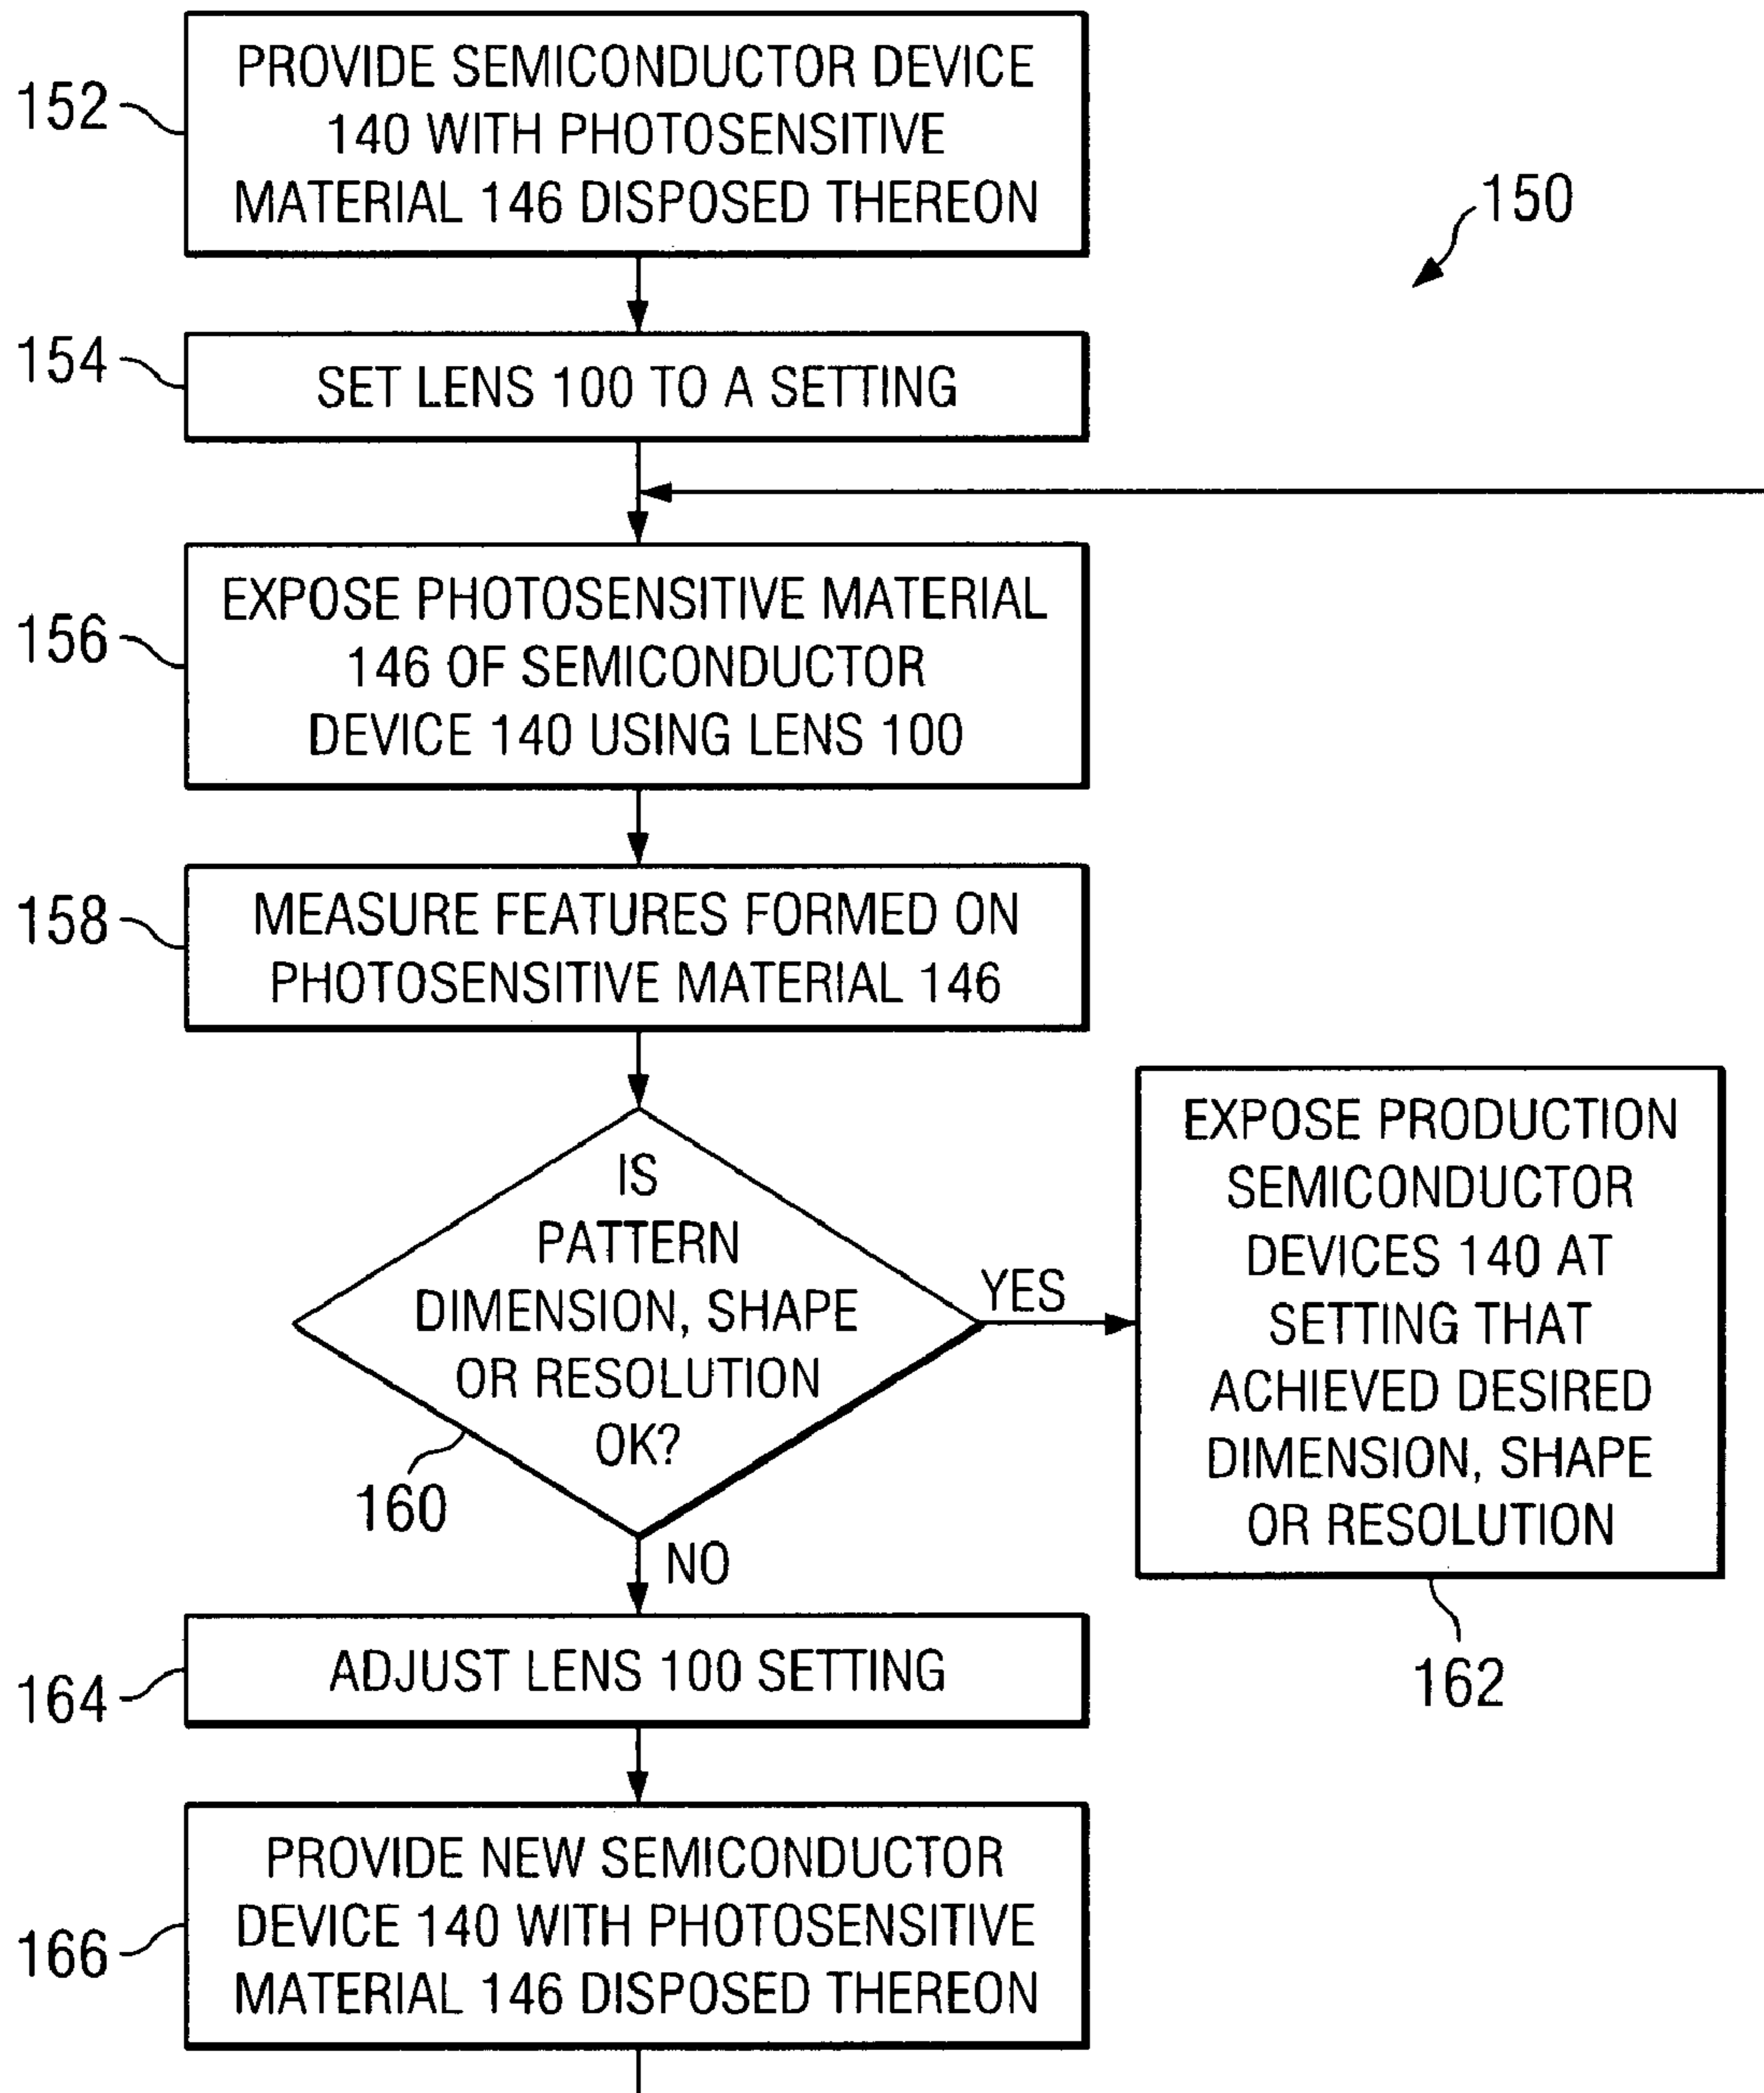 152
PROVIDE SEMICONDUCTOR DEVICE
140 WITH PHOTOSENSITIVE
MATERIAL 146 DISPOSED THEREON
150
154
SET LENS 100 TO A SETTING
156
EXPOSE PHOTOSENSITIVE MATERIAL
146 OF SEMICONDUCTOR
DEVICE 140 USING LENS 100
158
MEASURE FEATURES FORMED ON
PHOTOSENSITIVE MATERIAL 146
IS
PATTERN
DIMENSION, SHAPE
OR RESOLUTION
OK?
160
YES
EXPOSE PRODUCTION
SEMICONDUCTOR
DEVICES 140 AT
SETTING THAT
ACHIEVED DESIRED
DIMENSION, SHAPE
OR RESOLUTION
162
NO
164
ADJUST LENS 100 SETTING
166
PROVIDE NEW SEMICONDUCTOR
DEVICE 140 WITH PHOTOSENSITIVE
MATERIAL 146 DISPOSED THEREON